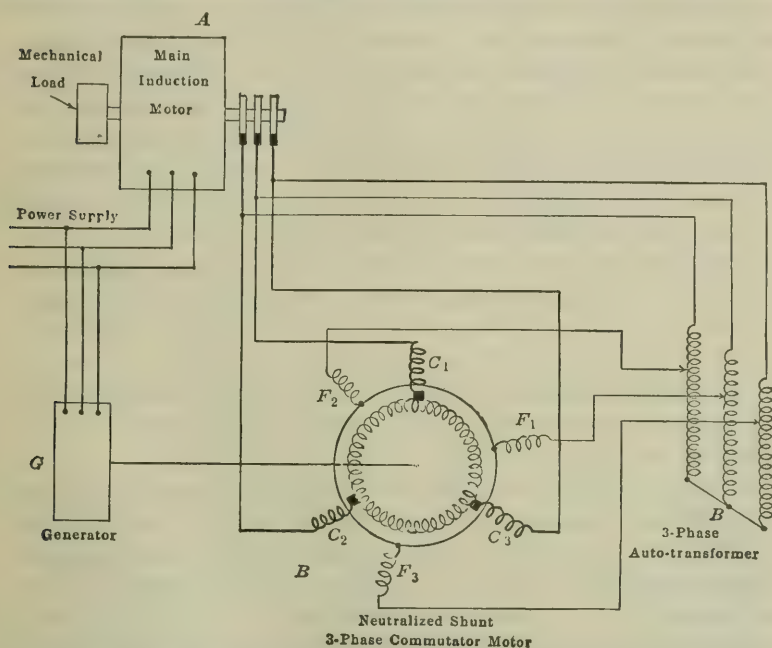 A
Mechanical
Load
Main
Induction
Motor
Power Supply
C1
F2
F1
G
Generator
C2
C3
B
F3
B
3-Phase
Auto-transformer
Neutralized Shunt
3-Phase Commutator Motor